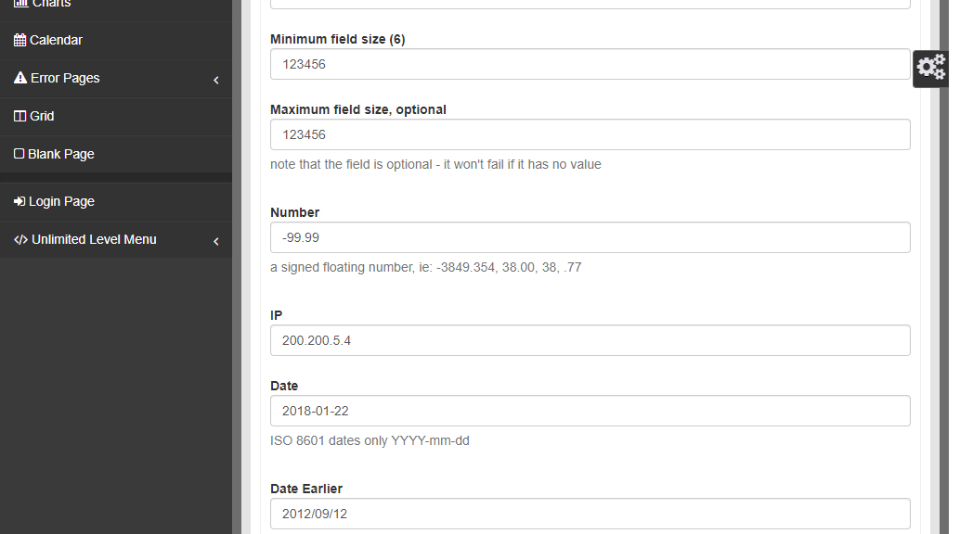 Charts
Calendar
Error Pages
Grid
Blank Page
Login Page
Unlimited Level Menu
Minimum field size (6)
123456
Maximum field size, optional
123456
note that the field is optional - it won't fail if it has no value
Number
-99.99
a signed floating number, ie: -3849.354, 38.00, 38, .77
IP
200.200.5.4
Date
2018-01-22
ISO 8601 dates only YYYY-mm-dd
Date Earlier
2012/09/12